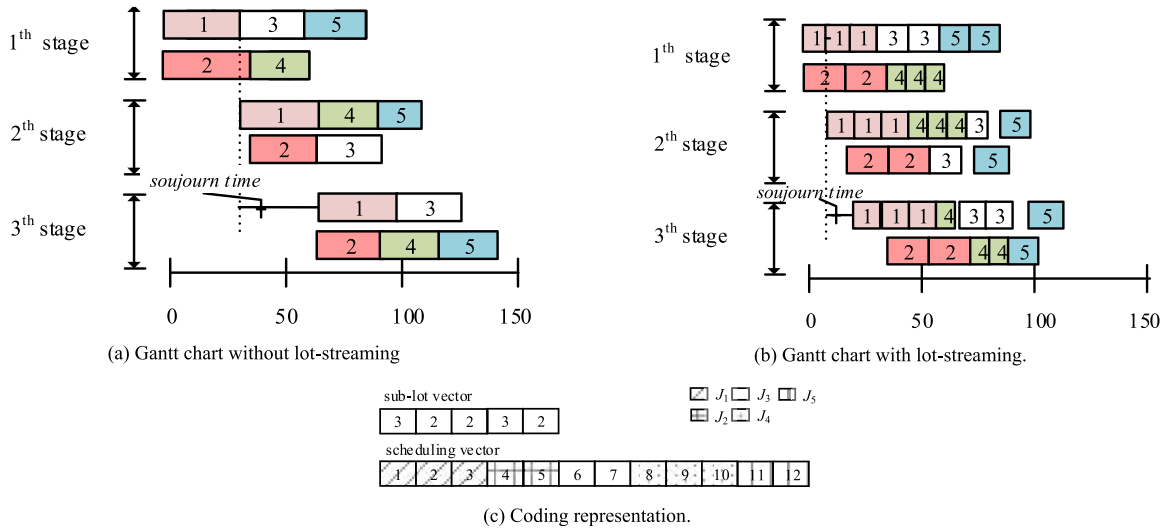 1th stage
1 3 5
2 4
2th stage
1 4 5
2 3
soujourn time
3th stage
1 3
2 4 5
0 50 100 150
(a) Gantt chart without lot-streaming
1th stage
1 1 1 3 3 5 5
2 2 4 4 4
2th stage
1 1 1 4 4 4 3 5
2 2 3 5
soujourn time
3th stage
1 1 1 4 3 3 5
2 2 4 4 5
0 50 100 150
(b) Gantt chart with lot-streaming.
sub-lot vector
3 2 2 3 2
J1 J3 J5
J2 J4
scheduling vector
1 2 3 4 5 6 7 8 9 10 11 12
(c) Coding representation.